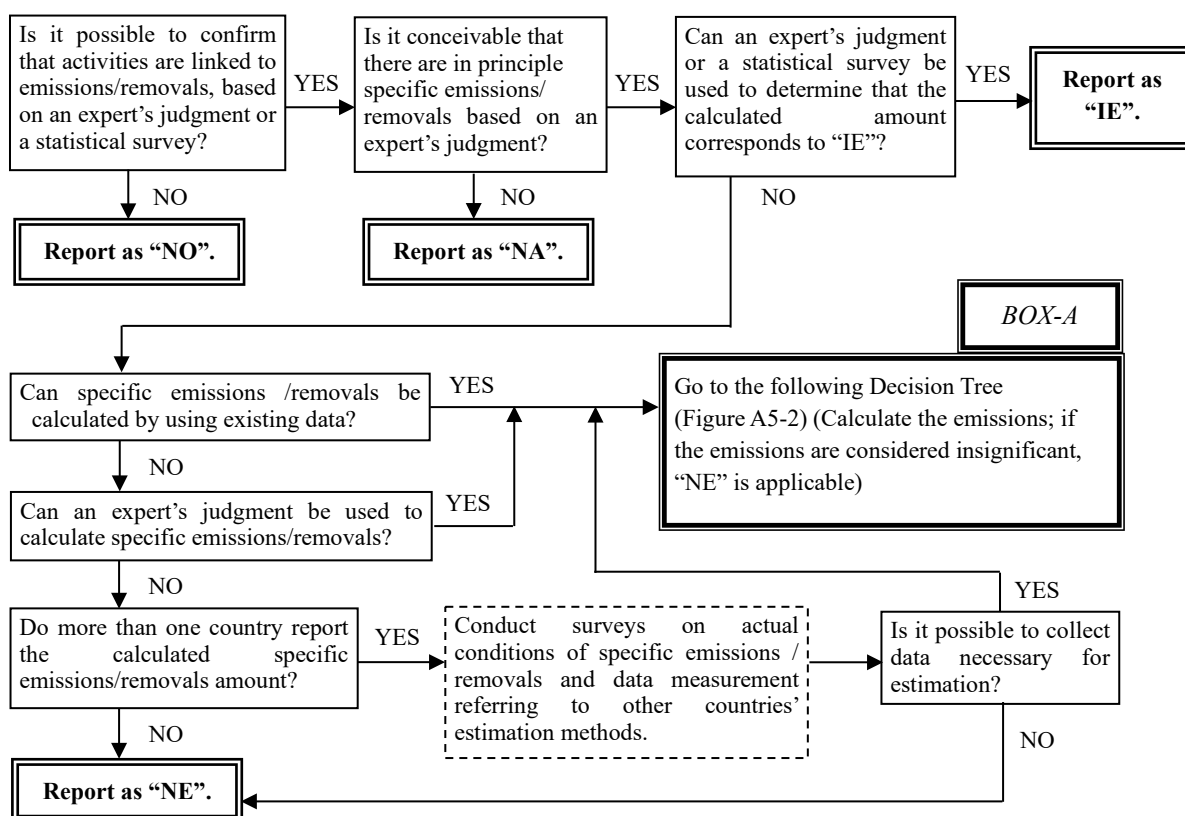 Is it possible to confirm
that activities are linked to
emissions/removals, based
on an expert’s judgment or
a statistical survey?
YES
NO
Report as “NO”.
Is it conceivable that
there are in principle
specific emissions/
removals based on an
expert’s judgment?
YES
NO
Report as “NA”.
Can an expert’s judgment
or a statistical survey be
used to determine that the
calculated amount
corresponds to “IE”?
YES
Report as
“IE”.
NO
BOX-A
Can specific emissions /removals be
calculated by using existing data?
YES
Go to the following Decision Tree
(Figure A5-2) (Calculate the emissions; if
the emissions are considered insignificant,
“NE” is applicable)
NO
Can an expert’s judgment be used to
calculate specific emissions/removals?
YES
NO
Do more than one country report
the calculated specific
emissions/removals amount?
YES
Conduct surveys on actual
conditions of specific emissions /
removals and data measurement
referring to other countries’
estimation methods.
YES
Is it possible to collect
data necessary for
estimation?
NO
NO
Report as “NE”.